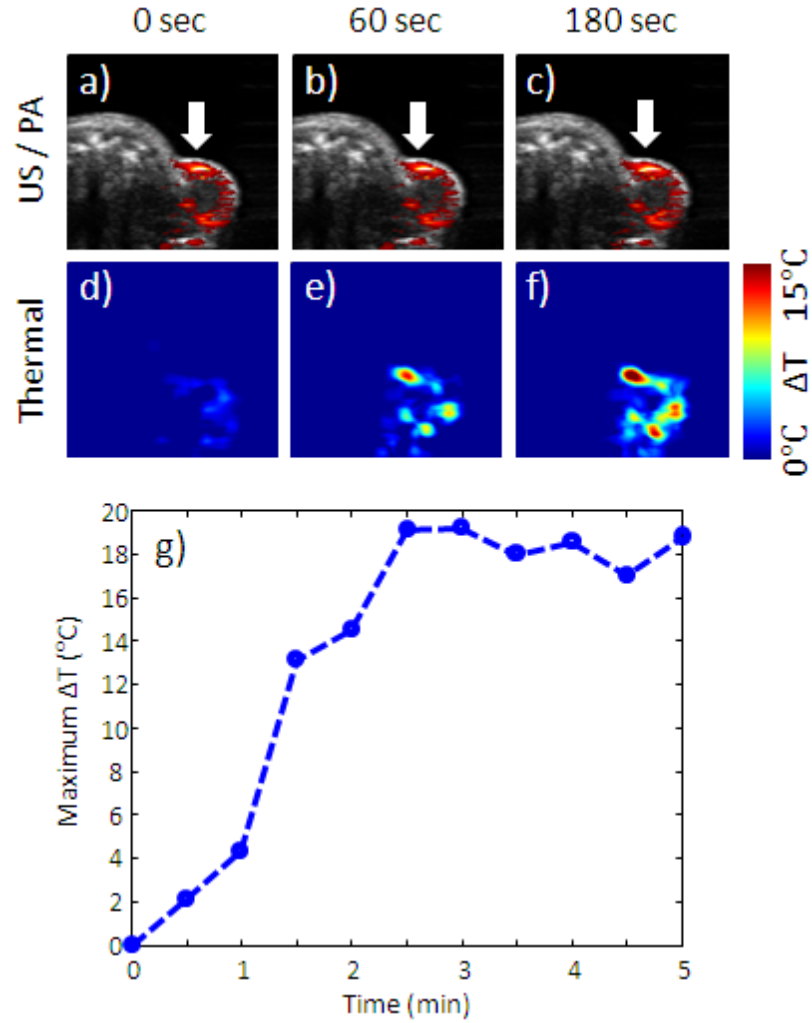 0 sec 60 sec 180 sec
US / PA
a) b) c)
Thermal
d) e) f)
0°C ΔT 15°C
g)
20
18
16
14
12
10
8
6
4
2
0
Maximum ΔT (°C)
0 1 2 3 4 5
Time (min)